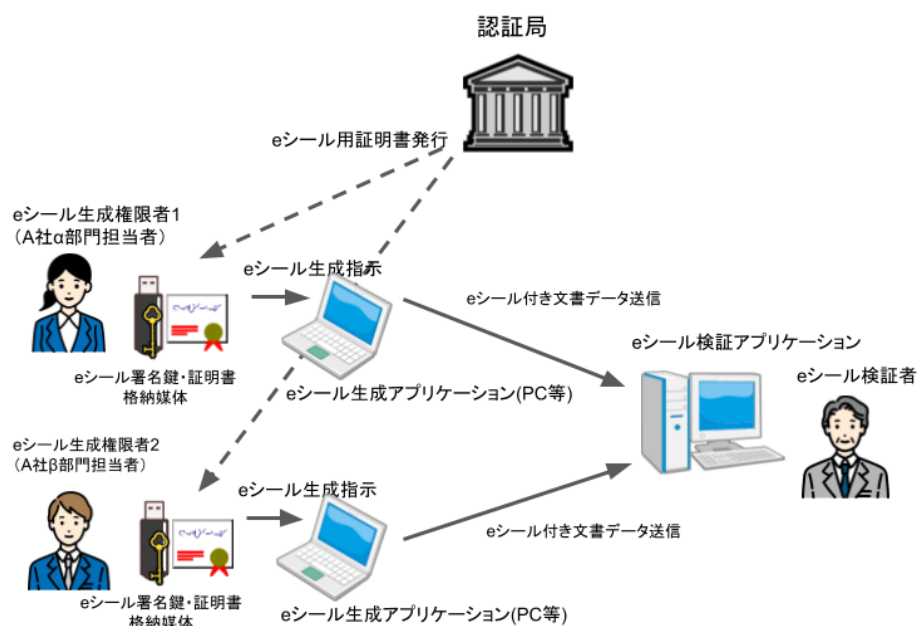 認証局
eシール用証明書発行
eシール生成権限者1
（A社α部門担当者）
eシール生成指示
eシール付き文書データ送信
eシール検証アプリケーション
eシール検証者
eシール署名鍵・証明書
格納媒体
eシール生成アプリケーション(PC等)
eシール生成権限者2
（A社β部門担当者）
eシール生成指示
eシール付き文書データ送信
eシール署名鍵・証明書
格納媒体
eシール生成アプリケーション(PC等)